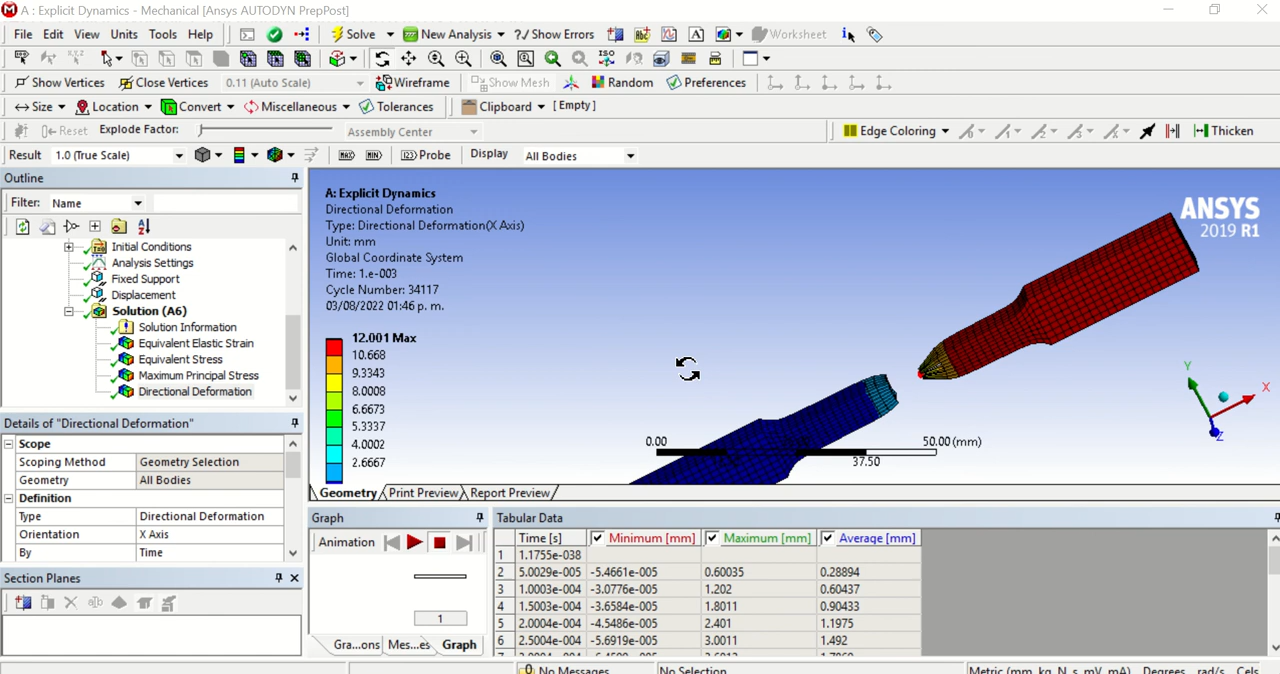 A : Explicit Dynamics - Mechanical [Ansys AUTODYN PrepPost]
File Edit View Units Tools Help Solve New Analysis ?/ Show Errors Worksheet
Show Vertices Close Vertices 0.11 (Auto Scale) Wireframe Show Mesh Random Preferences
Size Location Convert Miscellaneous Tolerances Clipboard [ Empty ]
Reset Explode Factor: Assembly Center Edge Coloring Thicken
Result 1.0 (True Scale) MAX MIN Probe Display All Bodies
Outline
Filter: Name
Initial Conditions
Analysis Settings
Fixed Support
Displacement
Solution (A6)
Solution Information
Equivalent Elastic Strain
Equivalent Stress
Maximum Principal Stress
Directional Deformation
Details of "Directional Deformation"
Scope
Scoping Method Geometry Selection
Geometry All Bodies
Definition
Type Directional Deformation
Orientation X Axis
By Time
Section Planes
A: Explicit Dynamics
Directional Deformation
Type: Directional Deformation(X Axis)
Unit: mm
Global Coordinate System
Time: 1.e-003
Cycle Number: 34117
03/08/2022 01:46 p. m.
12.001 Max
10.668
9.3343
8.0008
6.6673
5.3337
4.0002
2.6667
ANSYS
2019 R1
0.00 50.00 (mm)
37.50
Y
X
Z
Geometry Print Preview Report Preview
Graph
Animation
1
Gra...ons Mes...es Graph
Tabular Data
Time [s] Minimum [mm] Maximum [mm] Average [mm]
1 1.1755e-038
2 5.0029e-005 -5.4661e-005 0.60035 0.28894
3 1.0003e-004 -3.0776e-005 1.202 0.60437
4 1.5003e-004 -3.6584e-005 1.8011 0.90433
5 2.0004e-004 -4.5486e-005 2.401 1.1975
6 2.5004e-004 -5.6919e-005 3.0011 1.492
No Messages No Selection Metric (mm, kg, N, s, mV, mA) Degrees rad/s Cels